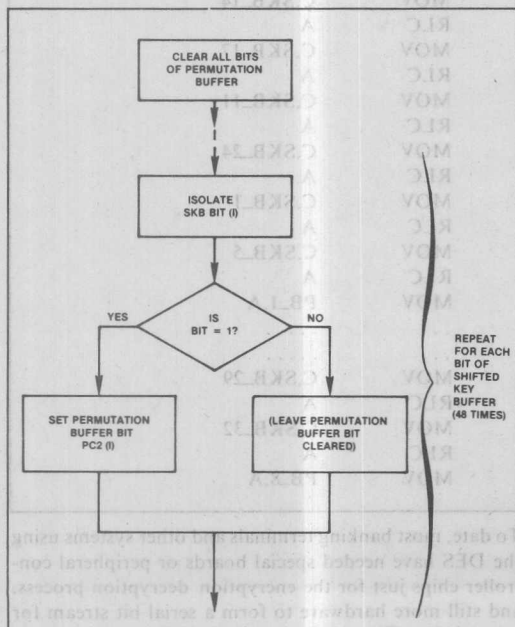 CLEAR ALL BITS
OF PERMUTATION
BUFFER
ISOLATE
SKB BIT (I)
IS
BIT = 1?
YES
NO
SET PERMUTATION
BUFFER BIT
PC2 (I)
(LEAVE PERMUTATION
BUFFER BIT
CLEARED)
REPEAT
FOR EACH
BIT OF
SHIFTED
KEY
BUFFER
(48 TIMES)
MOV C,SKB_14
RLC A
MOV
RLC A
MOV C,SKB_11
RLC A
MOV C,SKB_24
RLC A
MOV
RLC A
MOV C,SKB_5
RLC A
MOV PB_1,A
MOV C,SKB_29
RLC A
MOV C,SKB_32
RLC A
MOV PB_8,A
To date, most banking terminals and other systems using
the DES have needed special boards or peripheral con-
troller chips just for the encryption decryption process,
and still more hardware to form a serial bit stream for